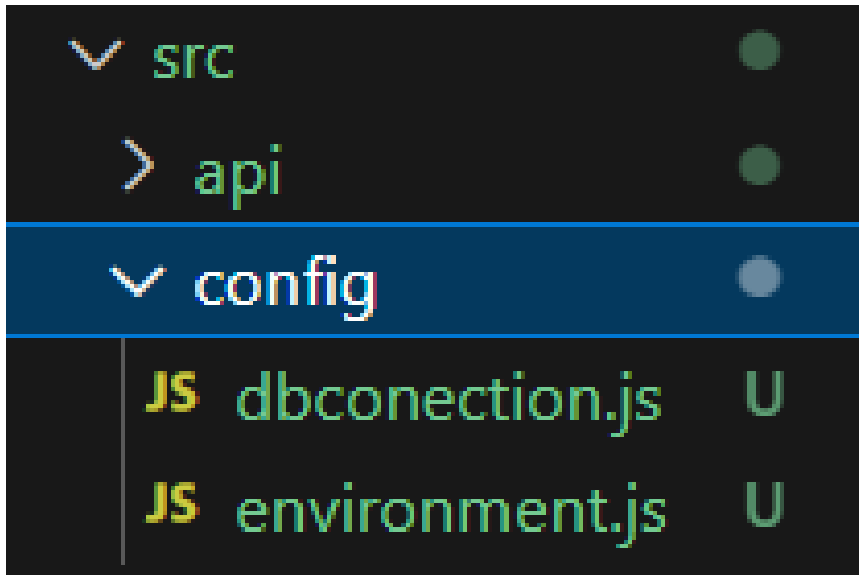 src
api
config
JS dbconection.js U
JS environment.js U